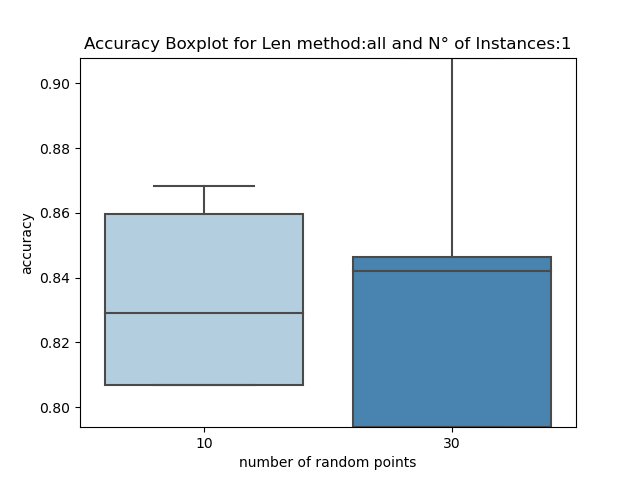 Accuracy Boxplot for Len method:all and N° of Instances:1
0.90
0.88
0.86
0.84
0.82
0.80
accuracy
10 30
number of random points